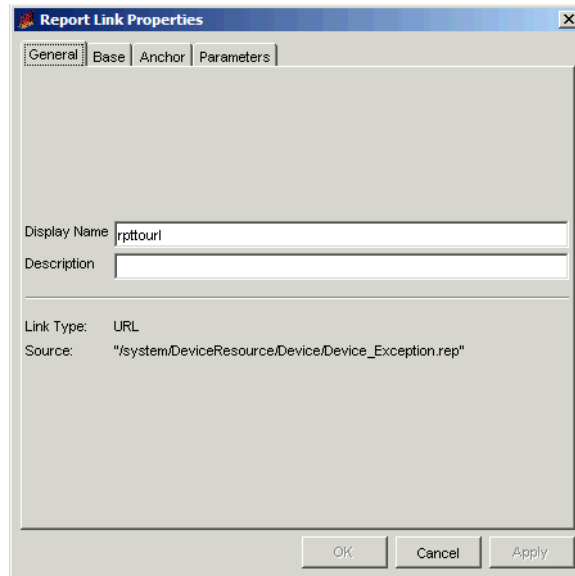 Report Link Properties
General Base Anchor Parameters
Display Name rpttourl
Description
Link Type: URL
Source: "/system/DeviceResource/Device/Device_Exception.rep"
OK Cancel Apply